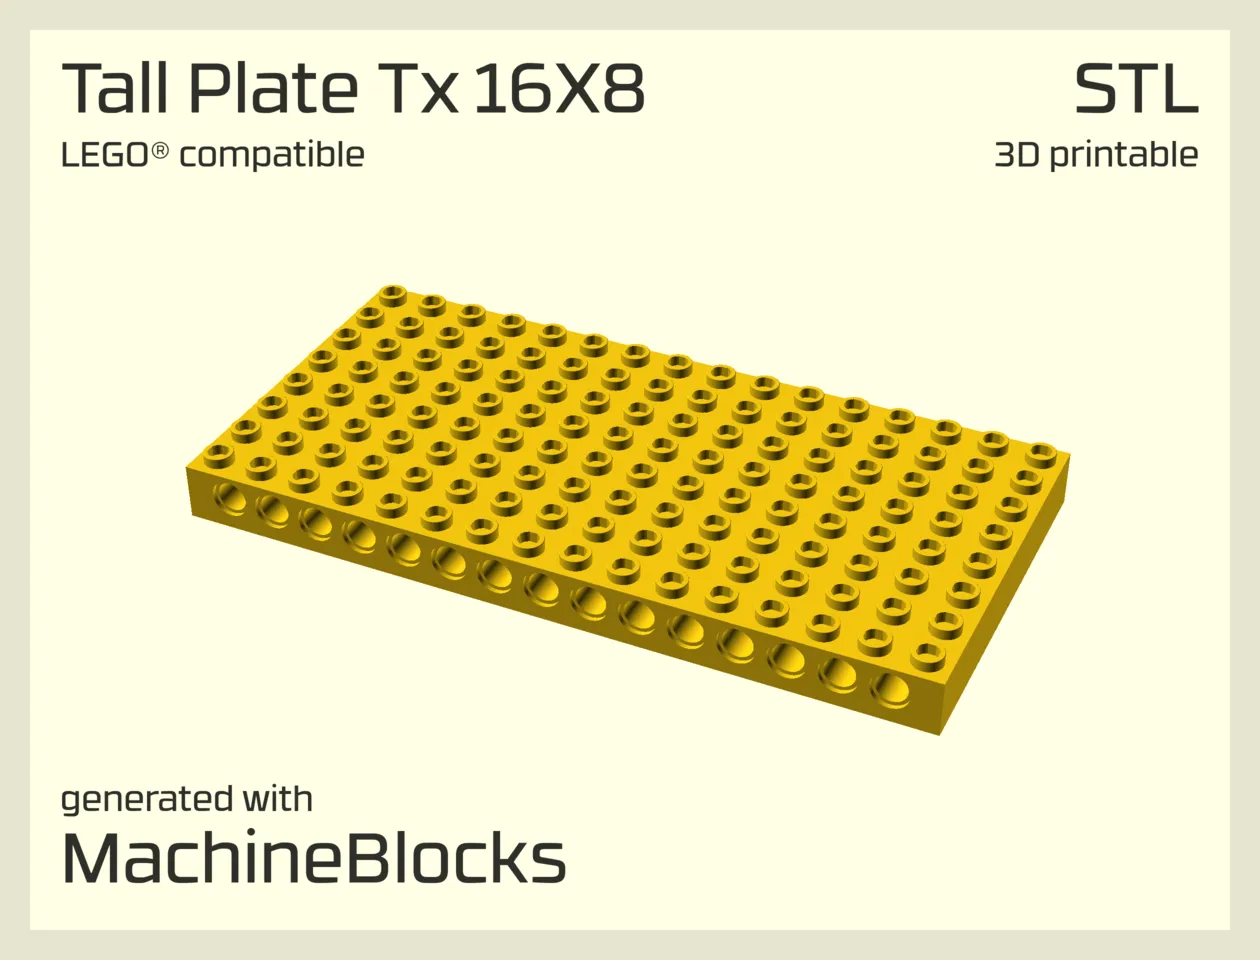 Tall Plate Tx 16X8
LEGO® compatible
STL
3D printable
generated with
MachineBlocks